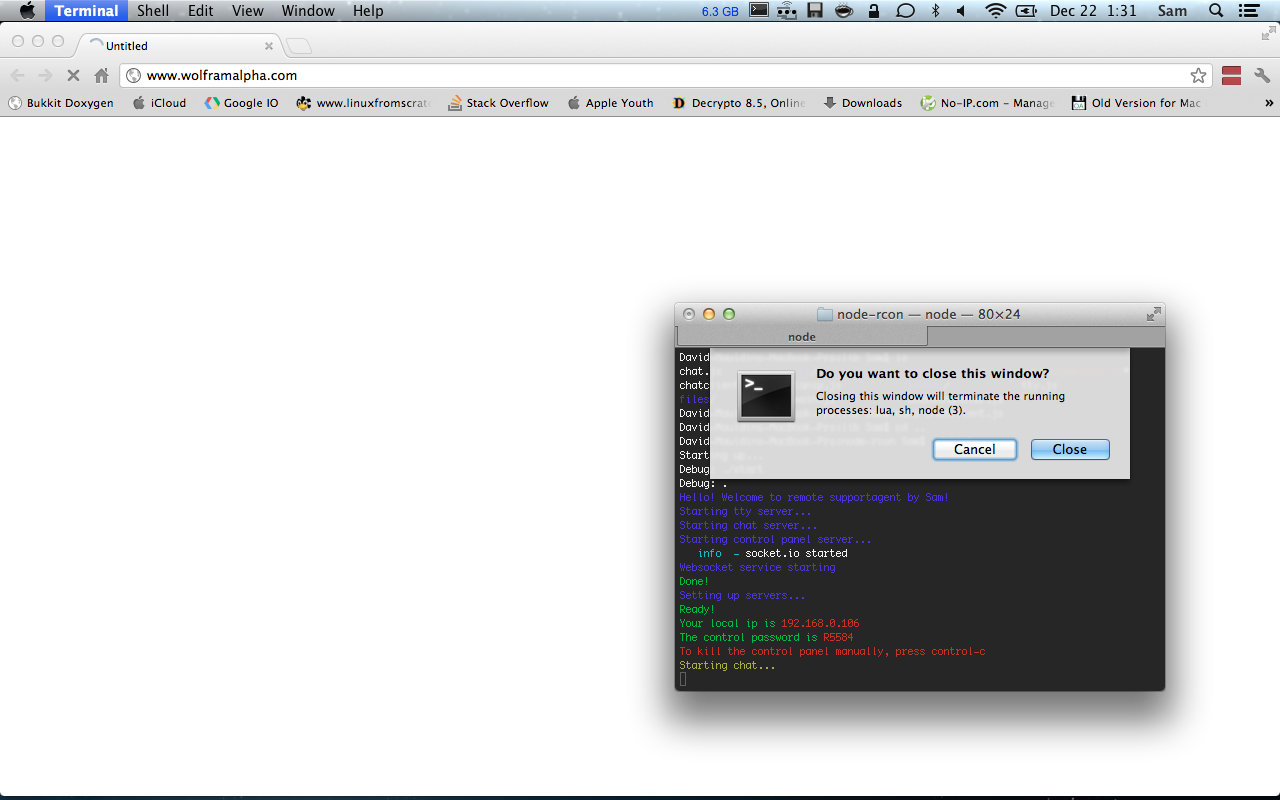 Terminal Shell Edit View Window Help 6.3 GB Dec 22 1:31 Sam
Untitled
www.wolframalpha.com
Bukkit Doxygen iCloud Google IO www.linuxfromscrat Stack Overflow Apple Youth Decrypto 8.5, Online Downloads No-IP.com - Manage Old Version for Mac »
node-rcon — node — 80×24
node
David
chat.
chatc
files
David
David
David
Start
Debug:
Do you want to close this window?
Closing this window will terminate the running
processes: lua, sh, node (3).
Cancel Close
Debug: .
Hello! Welcome to remote supportagent by Sam!
Starting tty server...
Starting chat server...
Starting control panel server...
info - socket.io started
Websocket service starting
Done!
Setting up servers...
Ready!
Your local ip is 192.168.0.106
The control password is R5584
To kill the control panel manually, press control-c
Starting chat...